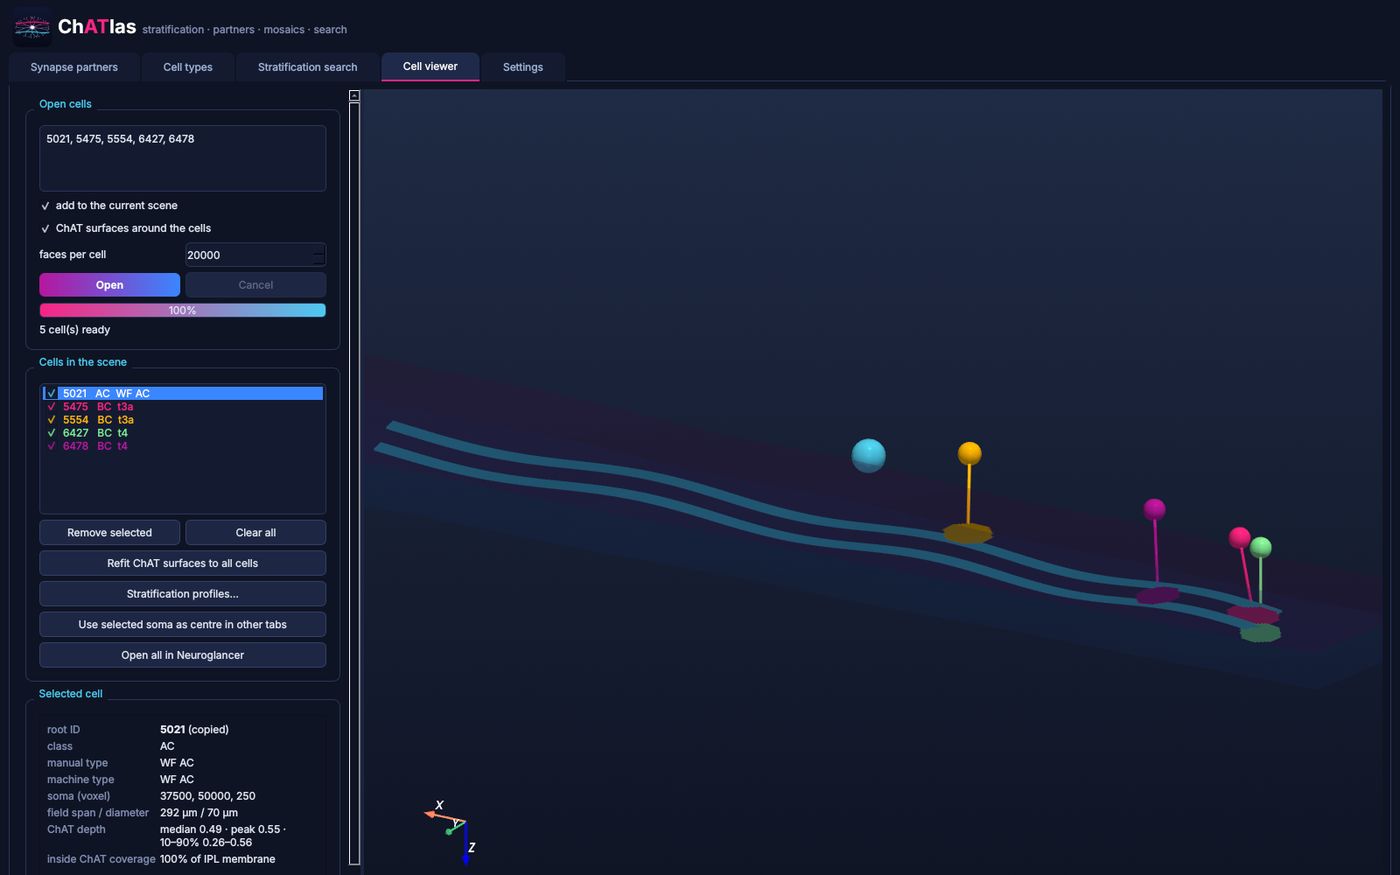 ChATlas stratification · partners · mosaics · search
Synapse partners Cell types Stratification search Cell viewer Settings
Open cells
5021, 5475, 5554, 6427, 6478
add to the current scene
ChAT surfaces around the cells
faces per cell 20000
Open Cancel
100%
5 cell(s) ready
Cells in the scene
5021 AC WF AC
5475 BC t3a
5554 BC t3a
6427 BC t4
6478 BC t4
Remove selected Clear all
Refit ChAT surfaces to all cells
Stratification profiles...
Use selected soma as centre in other tabs
Open all in Neuroglancer
Selected cell
root ID 5021 (copied)
class AC
manual type WF AC
machine type WF AC
soma (voxel) 37500, 50000, 250
field span / diameter 292 µm / 70 µm
ChAT depth median 0.49 · peak 0.55 ·
10–90% 0.26–0.56
inside ChAT coverage 100% of IPL membrane
X
Y
Z